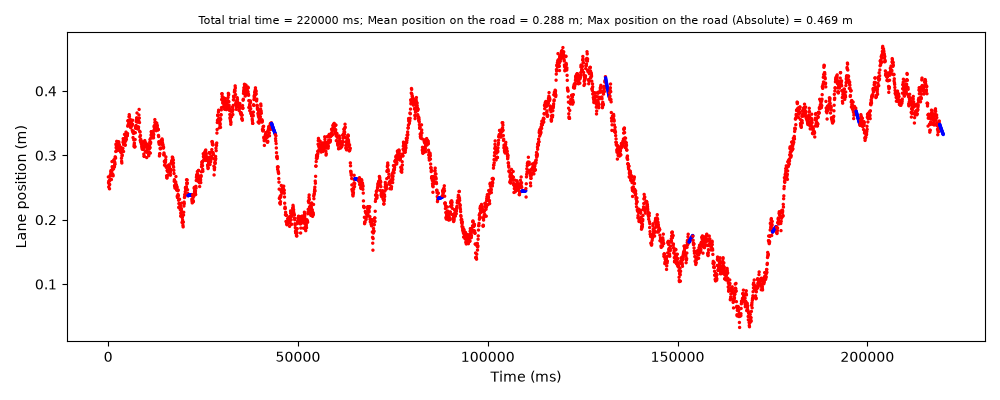 Total trial time = 220000 ms; Mean position on the road = 0.288 m; Max position on the road (Absolute) = 0.469 m
Lane position (m)
0.4
0.3
0.2
0.1
0 50000 100000 150000 200000
Time (ms)